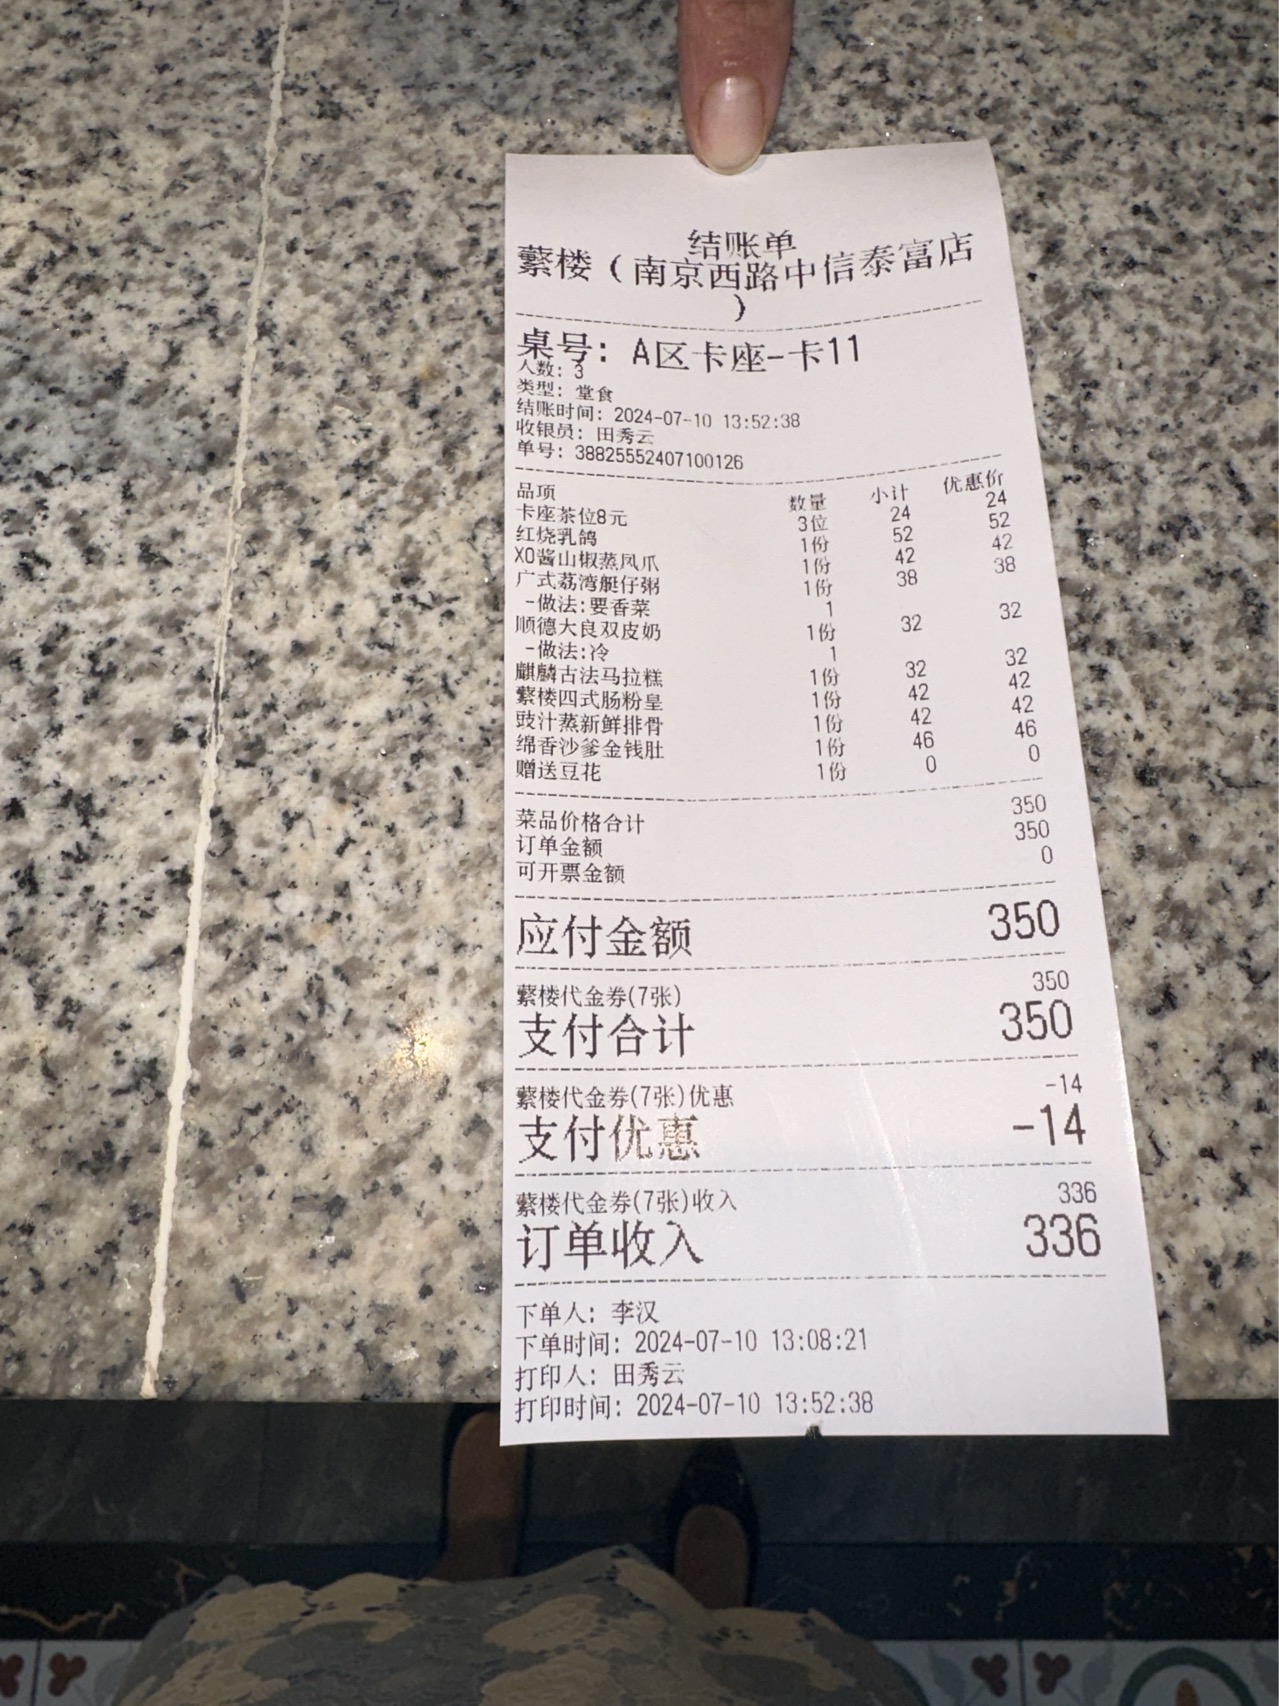 结账单
蘩楼（南京西路中信泰富店
）
桌号：A区卡座-卡11
人数：3
类型：堂食
结账时间：2024-07-10 13:52:38
收银员：田秀云
单号：38825552407100126
品项 数量 小计 优惠价
卡座茶位8元 3位 24 24
红烧乳鸽 1份 52 52
XO酱山椒蒸凤爪 1份 42 42
广式荔湾艇仔粥 1份 38 38
-做法:要香菜 1
顺德大良双皮奶 1份 32 32
-做法:冷 1
麒麟古法马拉糕 1份 32 32
蘩楼四式肠粉皇 1份 42 42
豉汁蒸新鲜排骨 1份 42 42
绵香沙爹金钱肚 1份 46 46
赠送豆花 1份 0 0
菜品价格合计 350
订单金额 350
可开票金额 0
应付金额 350
蘩楼代金券(7张) 350
支付合计 350
蘩楼代金券(7张)优惠 -14
支付优惠 -14
蘩楼代金券(7张)收入 336
订单收入 336
下单人：李汉
下单时间：2024-07-10 13:08:21
打印人：田秀云
打印时间：2024-07-10 13:52:38